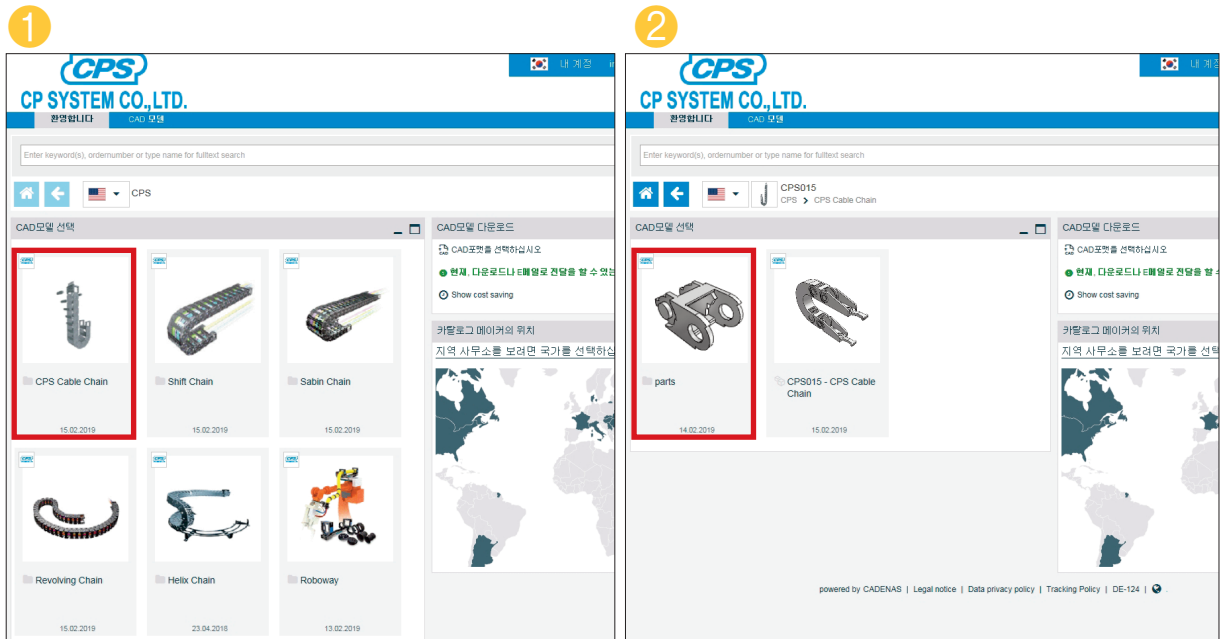 1
CPS
CP SYSTEM CO.,LTD.
내 계정
환영합니다 CAD 모델
Enter keyword(s), ordernumber or type name for fulltext search
CPS
CAD모델 선택
CPS Cable Chain
15.02.2019
Shift Chain
15.02.2019
Sabin Chain
15.02.2019
Revolving Chain
15.02.2019
Helix Chain
23.04.2018
Roboway
13.02.2019
CAD모델 다운로드
CAD포맷를 선택하십시오
현재, 다운로드나 E메일로 전달을 할 수 있는
Show cost saving
카탈로그 메이커의 위치
지역 사무소를 보려면 국가를 선택하십
2
CPS
CP SYSTEM CO.,LTD.
내 계정
환영합니다 CAD 모델
Enter keyword(s), ordernumber or type name for fulltext search
CPS015
CPS > CPS Cable Chain
CAD모델 선택
parts
14.02.2019
CPS015 - CPS Cable
Chain
15.02.2019
CAD모델 다운로드
CAD포맷를 선택하십시오
현재, 다운로드나 E메일로 전달을 할
Show cost saving
카탈로그 메이커의 위치
지역 사무소를 보려면 국가를 선택
powered by CADENAS | Legal notice | Data privacy policy | Tracking Policy | DE-124 |